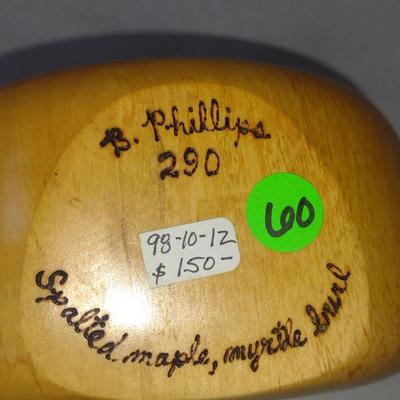 B. Phillips
290
60
98-10-12
$ 150-
Spalted maple, myrtle burl